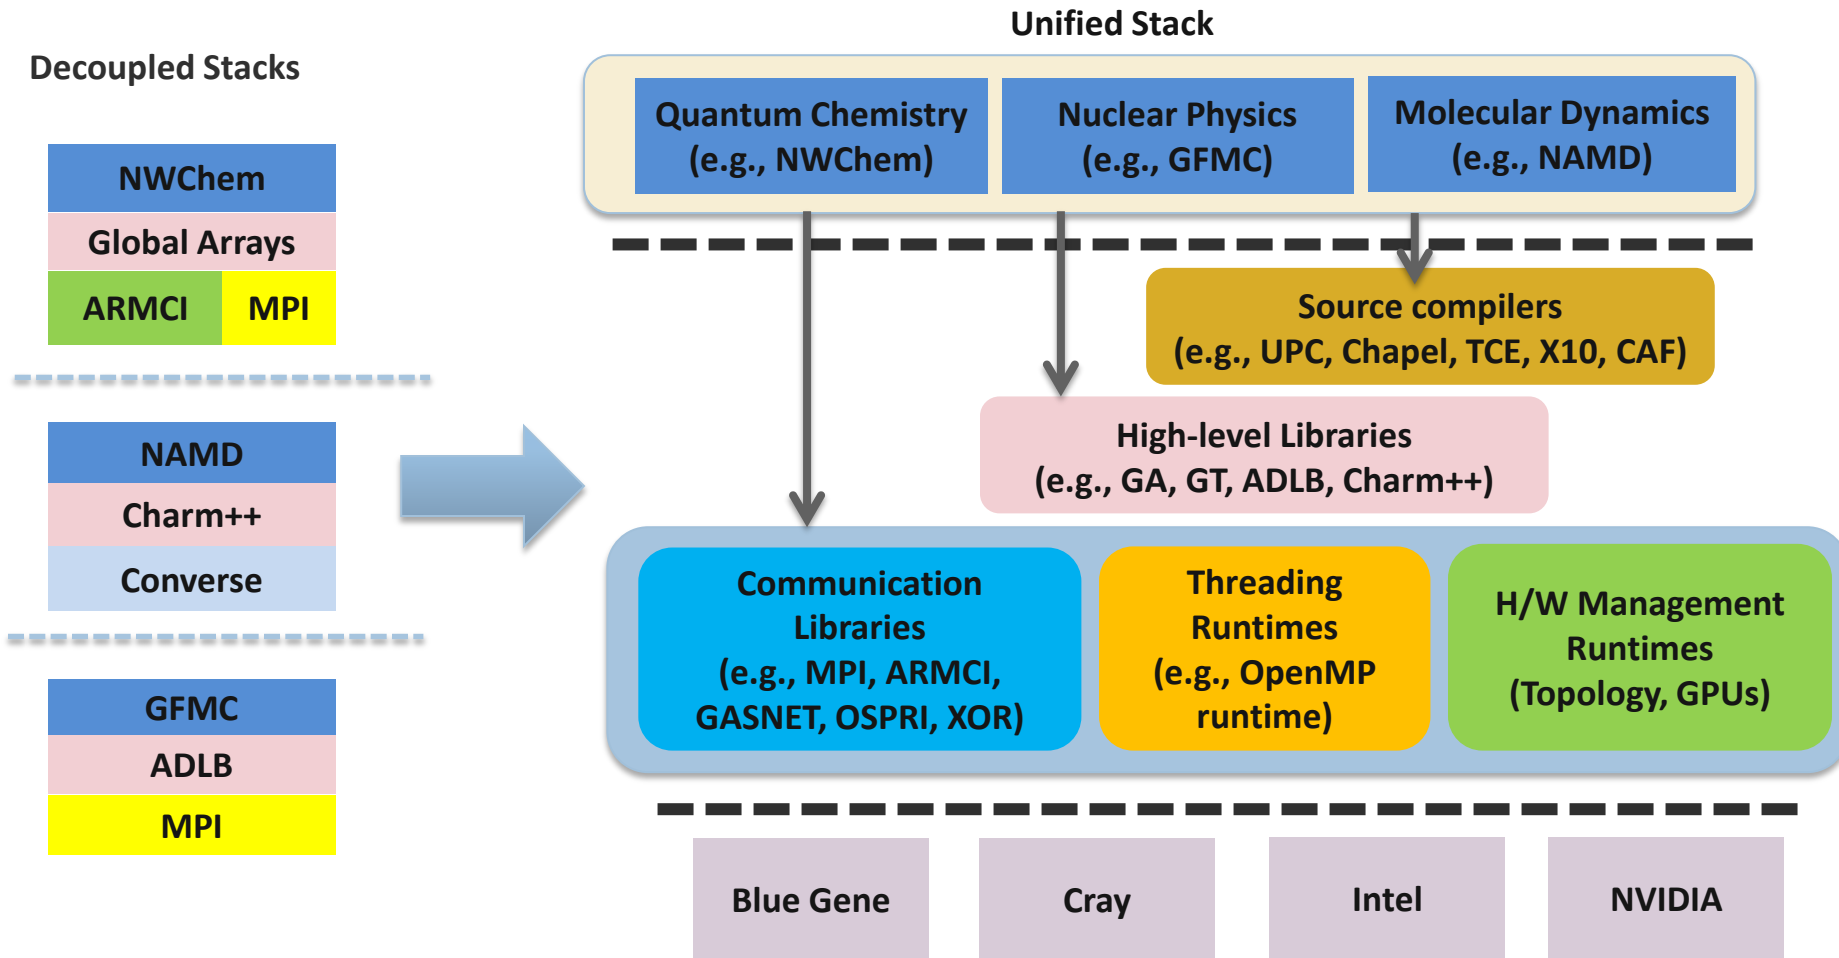 Decoupled Stacks
NWChem
Global Arrays
ARMCI
MPI
NAMD
Charm++
Converse
GFMC
ADLB
MPI
Unified Stack
Quantum Chemistry
(e.g., NWChem)
Nuclear Physics
(e.g., GFMC)
Molecular Dynamics
(e.g., NAMD)
Source compilers
(e.g., UPC, Chapel, TCE, X10, CAF)
High-level Libraries
(e.g., GA, GT, ADLB, Charm++)
Communication
Libraries
(e.g., MPI, ARMCI,
GASNET, OSPRI, XOR)
Threading
Runtimes
(e.g., OpenMP
runtime)
H/W Management
Runtimes
(Topology, GPUs)
Blue Gene
Cray
Intel
NVIDIA